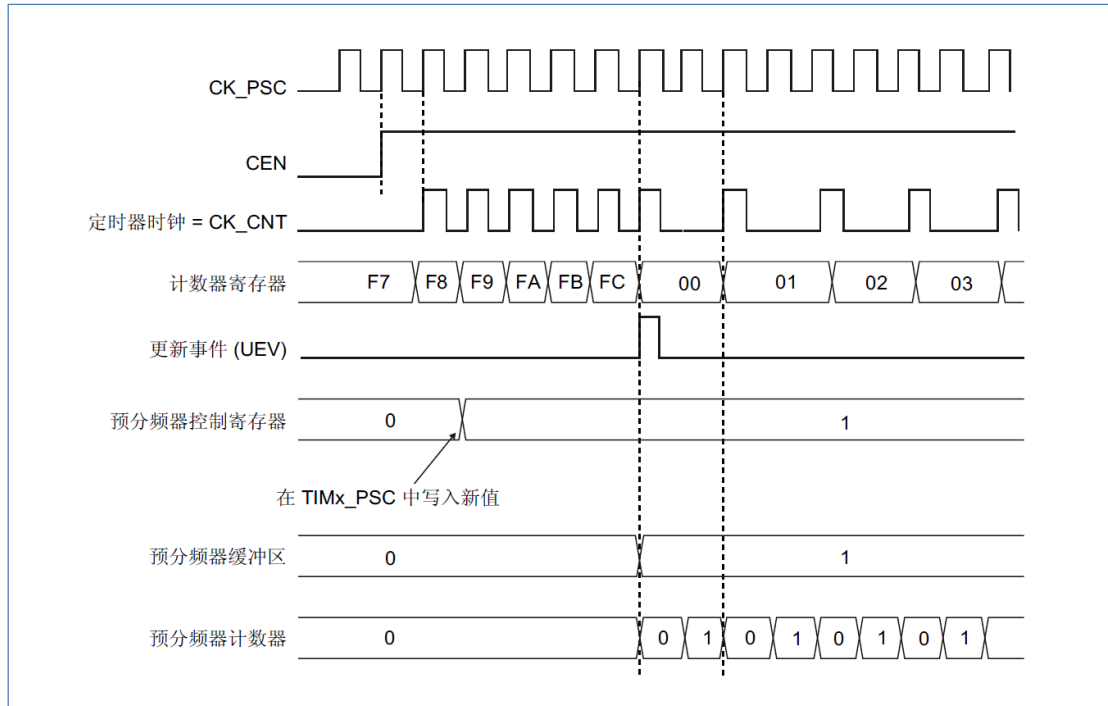 CK_PSC
CEN
定时器时钟 = CK_CNT
计数器寄存器 F7 F8 F9 FA FB FC 00 01 02 03
更新事件 (UEV)
预分频器控制寄存器 0 1
在 TIMx_PSC 中写入新值
预分频器缓冲区 0 1
预分频器计数器 0 0 1 0 1 0 1 0 1